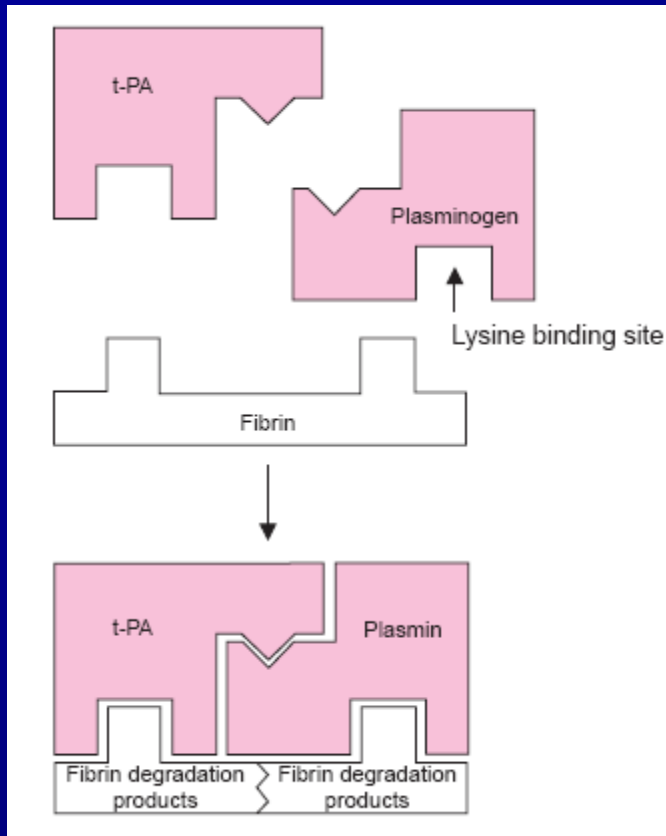 t-PA
Plasminogen
Lysine binding site
Fibrin
t-PA
Plasmin
Fibrin degradation
products
Fibrin degradation
products